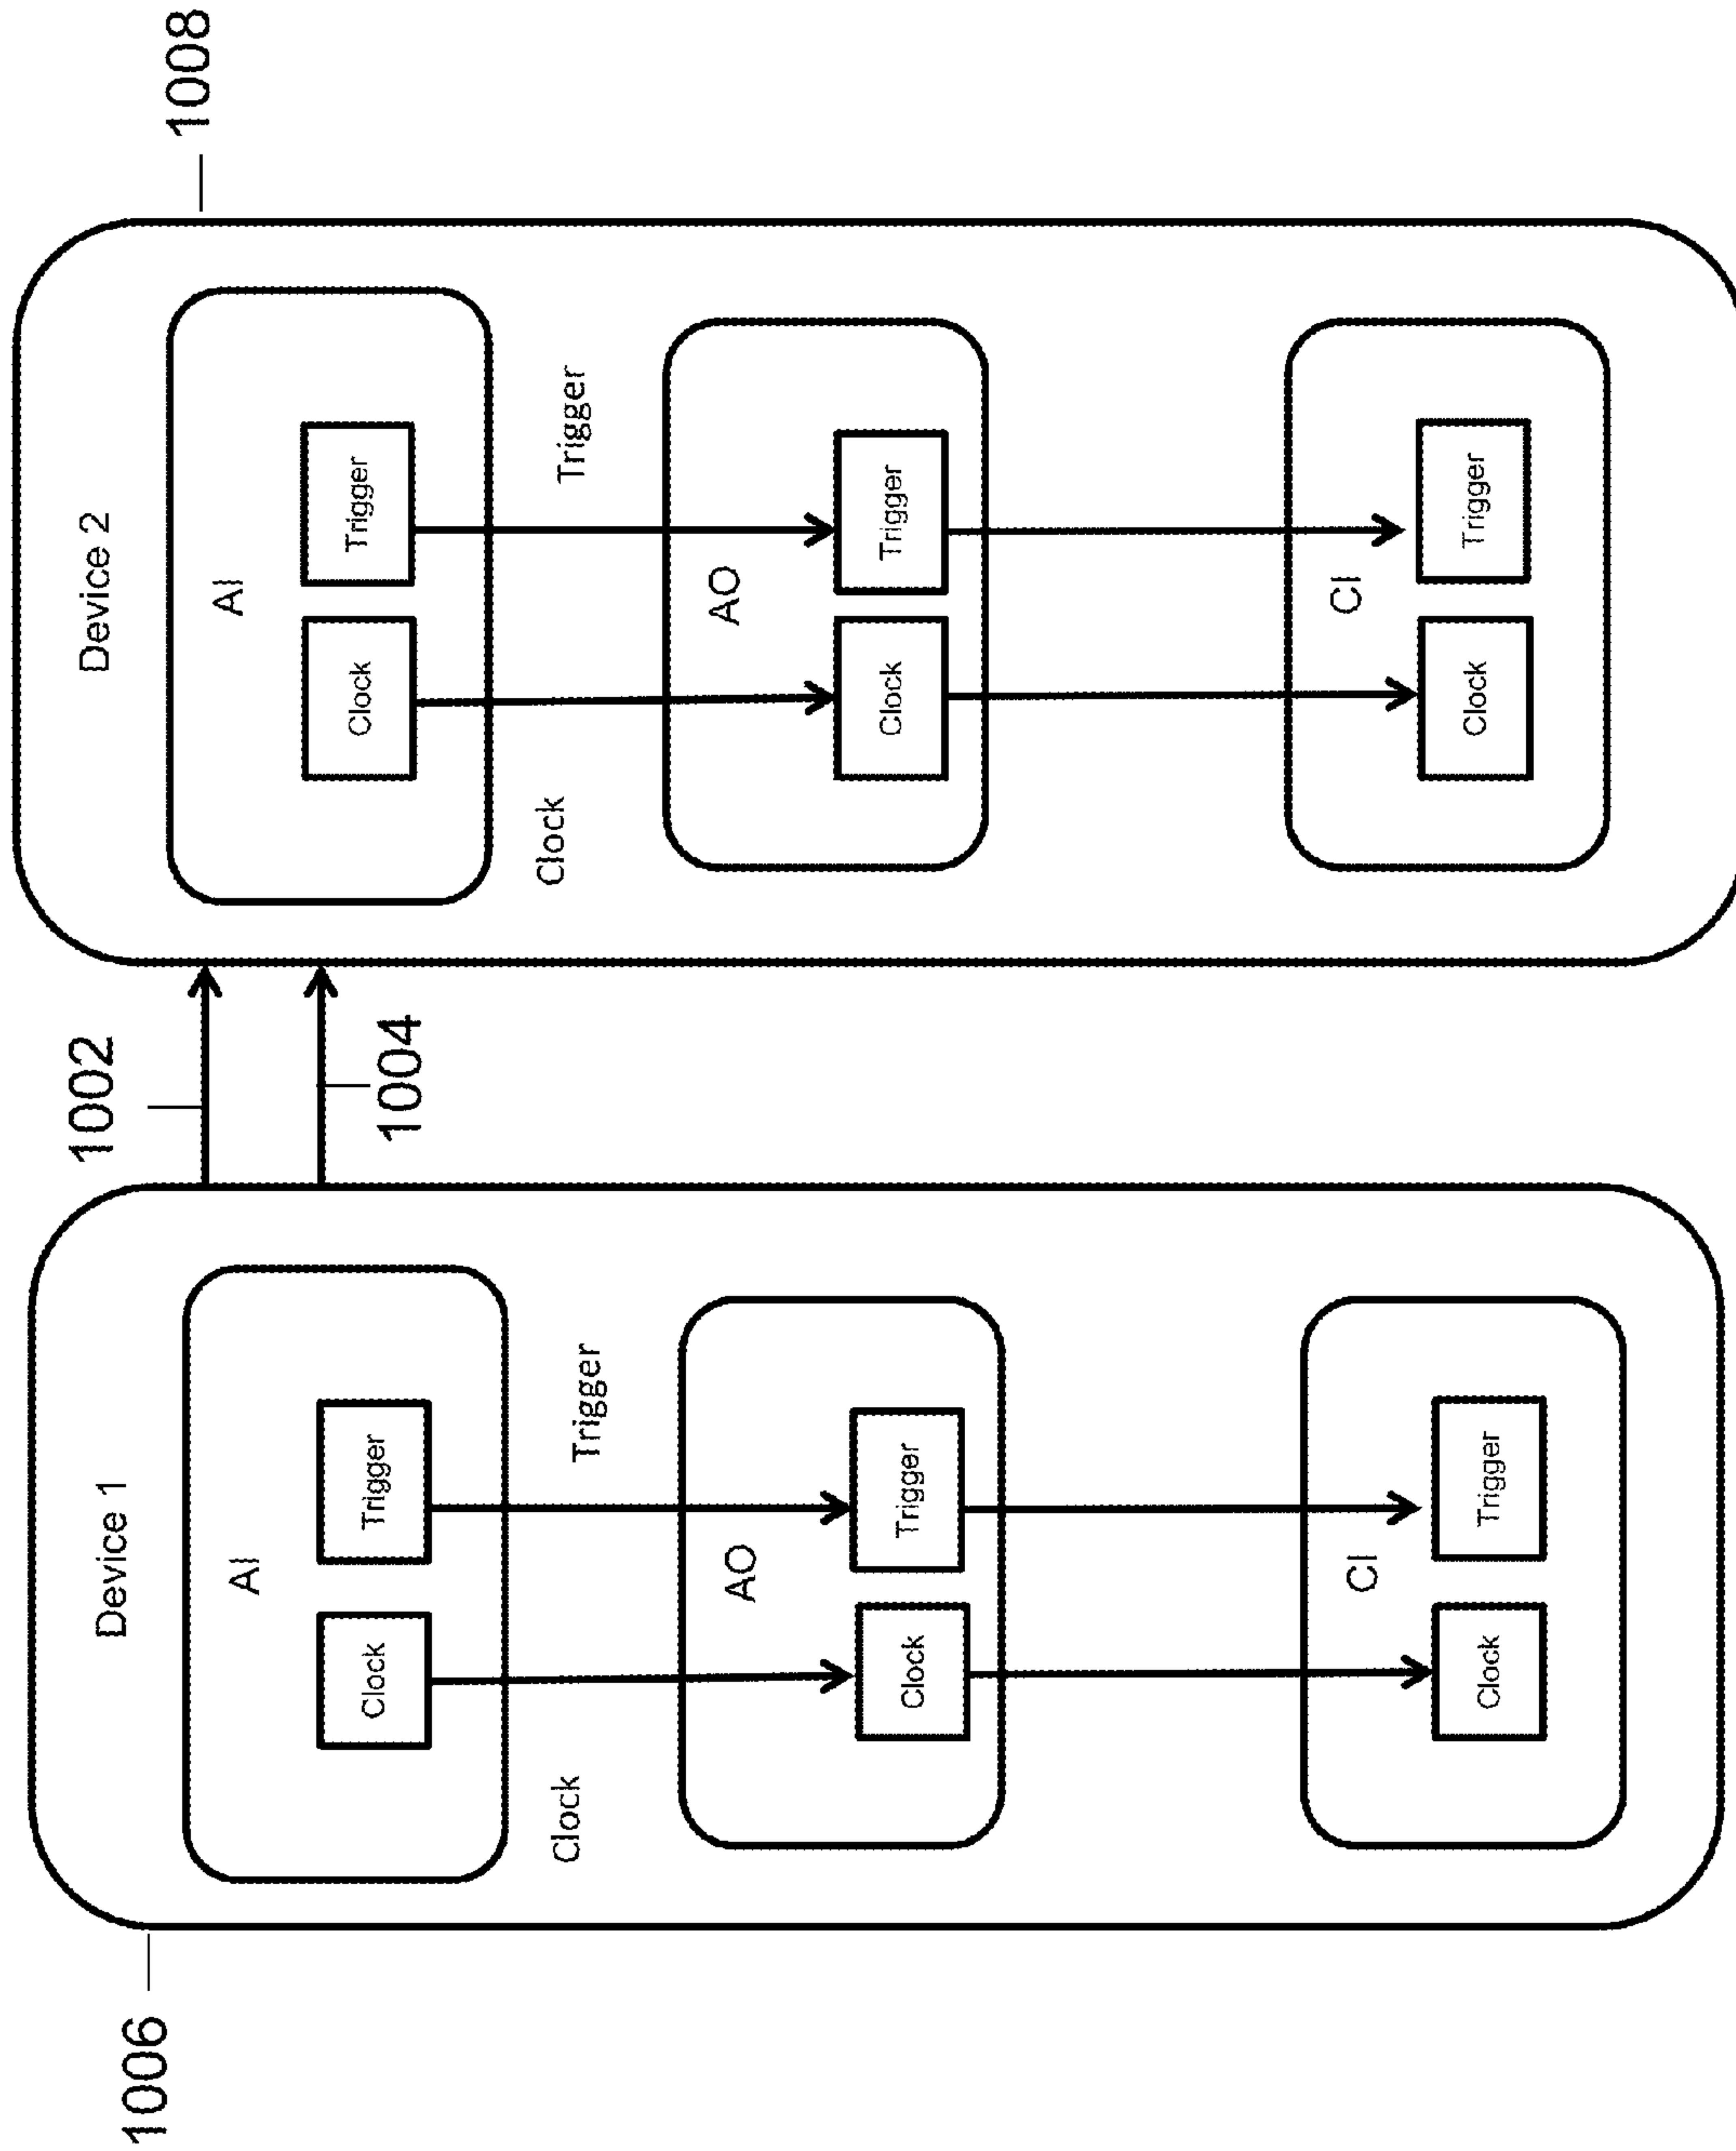 1006
Device 1
AI
Clock
Trigger
Clock
Trigger
AO
Clock
Trigger
CI
Clock
Trigger
1002
1004
1008
Device 2
AI
Clock
Trigger
Clock
Trigger
AO
Clock
Trigger
CI
Clock
Trigger